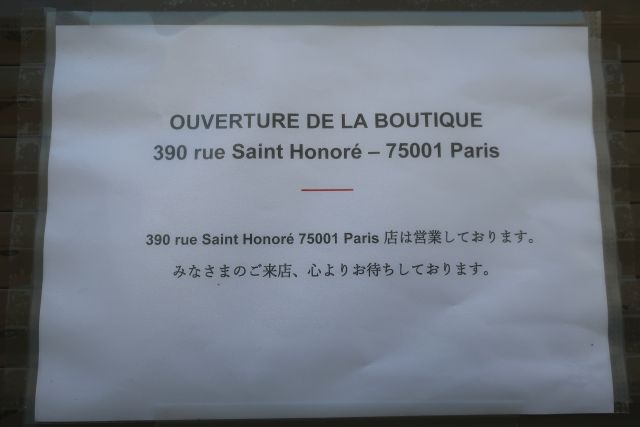 OUVERTURE DE LA BOUTIQUE
390 rue Saint Honoré – 75001 Paris
390 rue Saint Honoré 75001 Paris 店は営業しております。
みなさまのご来店、心よりお待ちしております。